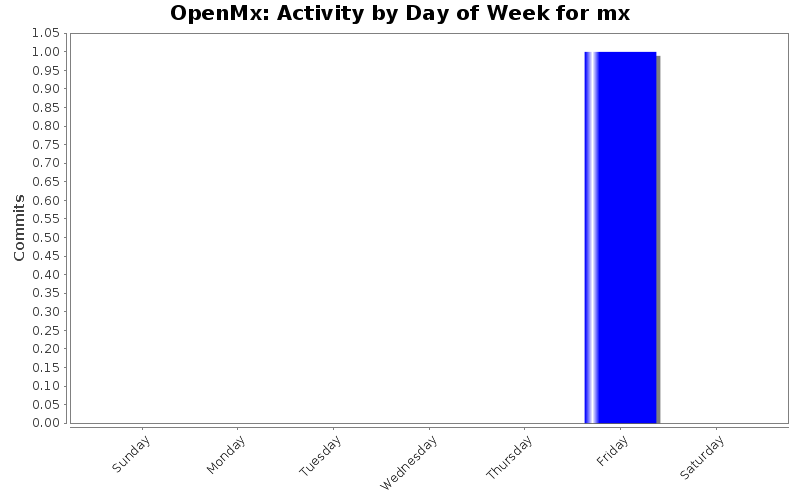 OpenMx: Activity by Day of Week for mx
Commits
1.05
1.00
0.95
0.90
0.85
0.80
0.75
0.70
0.65
0.60
0.55
0.50
0.45
0.40
0.35
0.30
0.25
0.20
0.15
0.10
0.05
0.00
Sunday
Monday
Tuesday
Wednesday
Thursday
Friday
Saturday